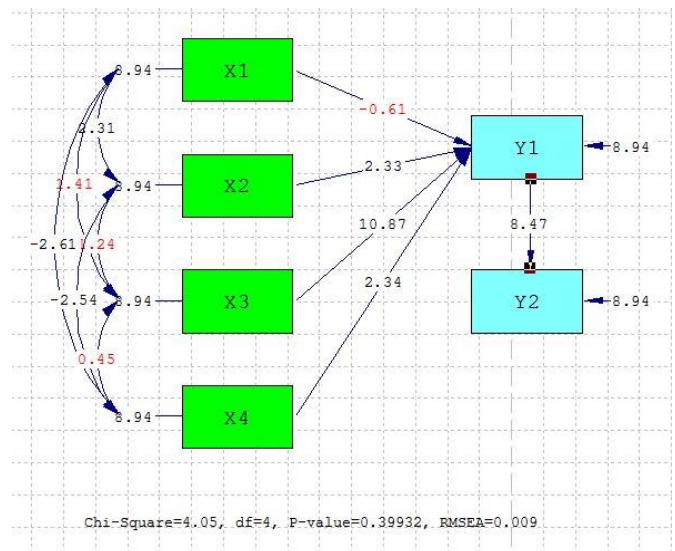 8.94
X1
-0.61
2.31
Y1
8.94
8.94
X2
2.33
1.41
10.87
8.47
-2.61
1.24
-2.54
8.94
X3
2.34
Y2
8.94
0.45
8.94
X4
Chi-Square=4.05, df=4, P-value=0.39932, RMSEA=0.009